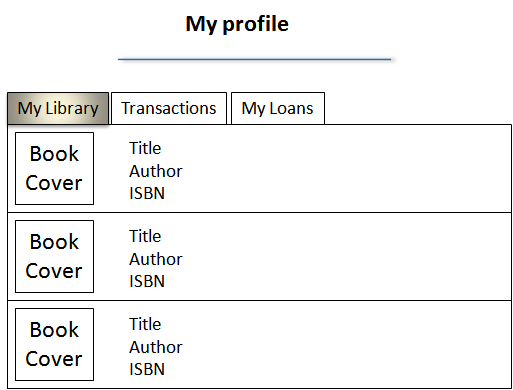 My profile
My Library Transactions My Loans
Book Cover
Title
Author
ISBN
Book Cover
Title
Author
ISBN
Book Cover
Title
Author
ISBN